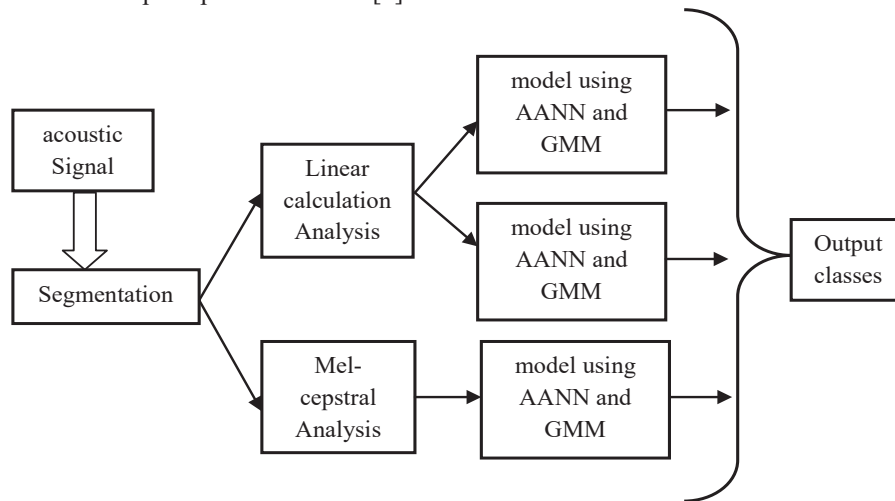 [ ]
acoustic
Signal
Segmentation
Linear
calculation
Analysis
Mel-
cepstral
Analysis
model using
AANN and
GMM
model using
AANN and
GMM
model using
AANN and
GMM
Output
classes